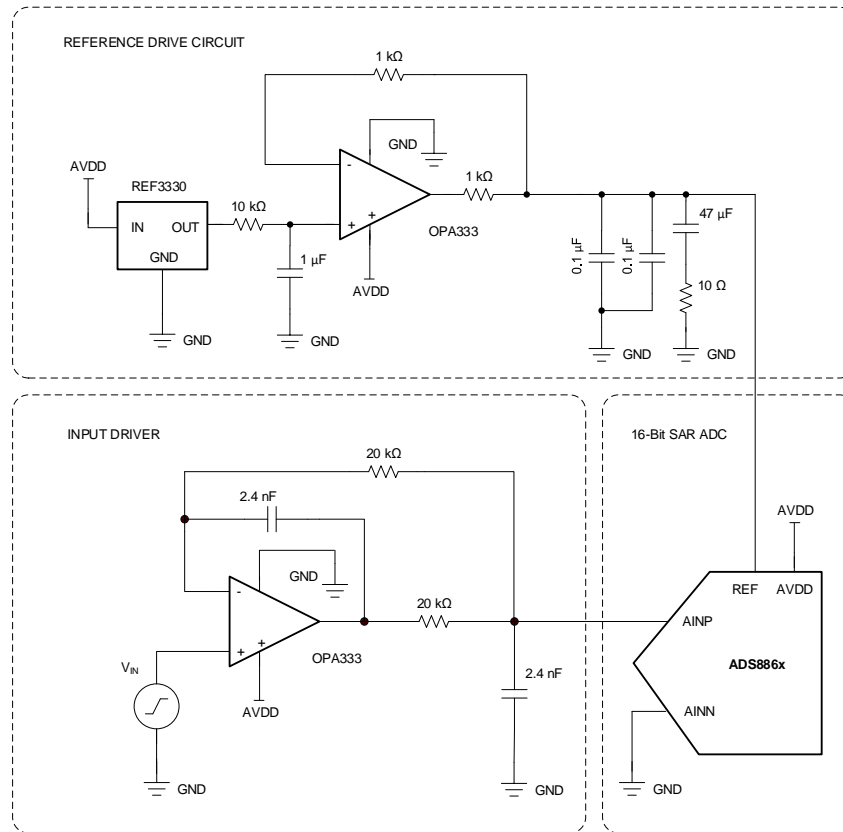 REFERENCE DRIVE CIRCUIT
1 kΩ
GND
AVDD
REF3330
IN
OUT
GND
10 kΩ
1 µF
GND
GND
-
+
+
AVDD
OPA333
1 kΩ
0.1 µF
0.1 µF
47 µF
10 Ω
GND
GND
INPUT DRIVER
20 kΩ
2.4 nF
GND
-
+
+
20 kΩ
OPA333
AVDD
VIN
GND
2.4 nF
GND
16-Bit SAR ADC
AVDD
REF
AVDD
AINP
ADS886x
AINN
GND